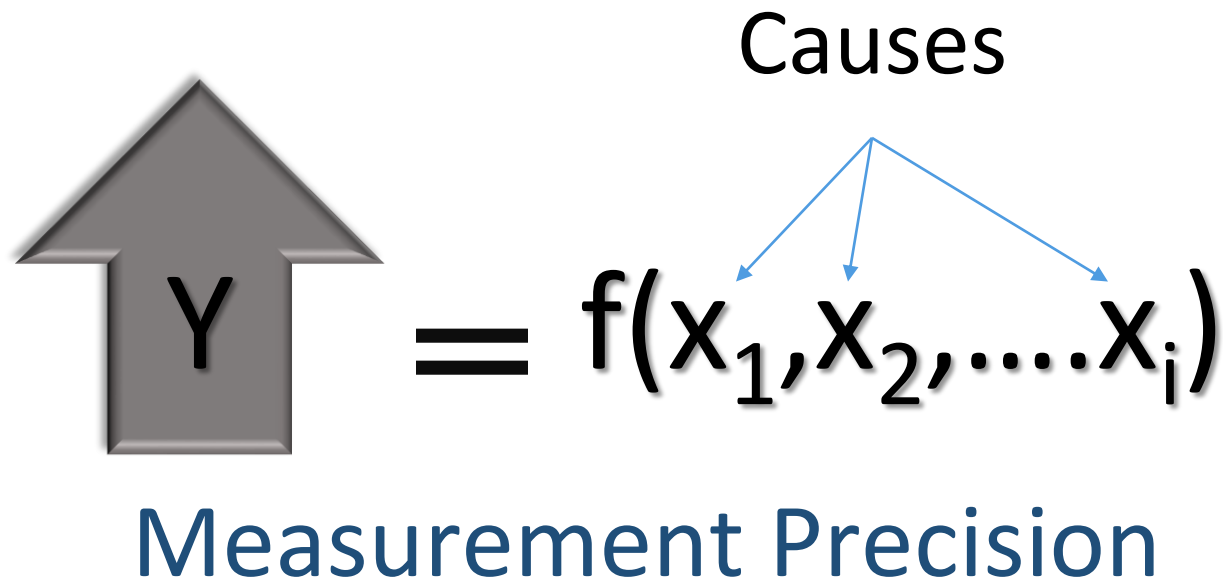 Causes
Y = f(x₁,x₂,....xᵢ)
Measurement Precision